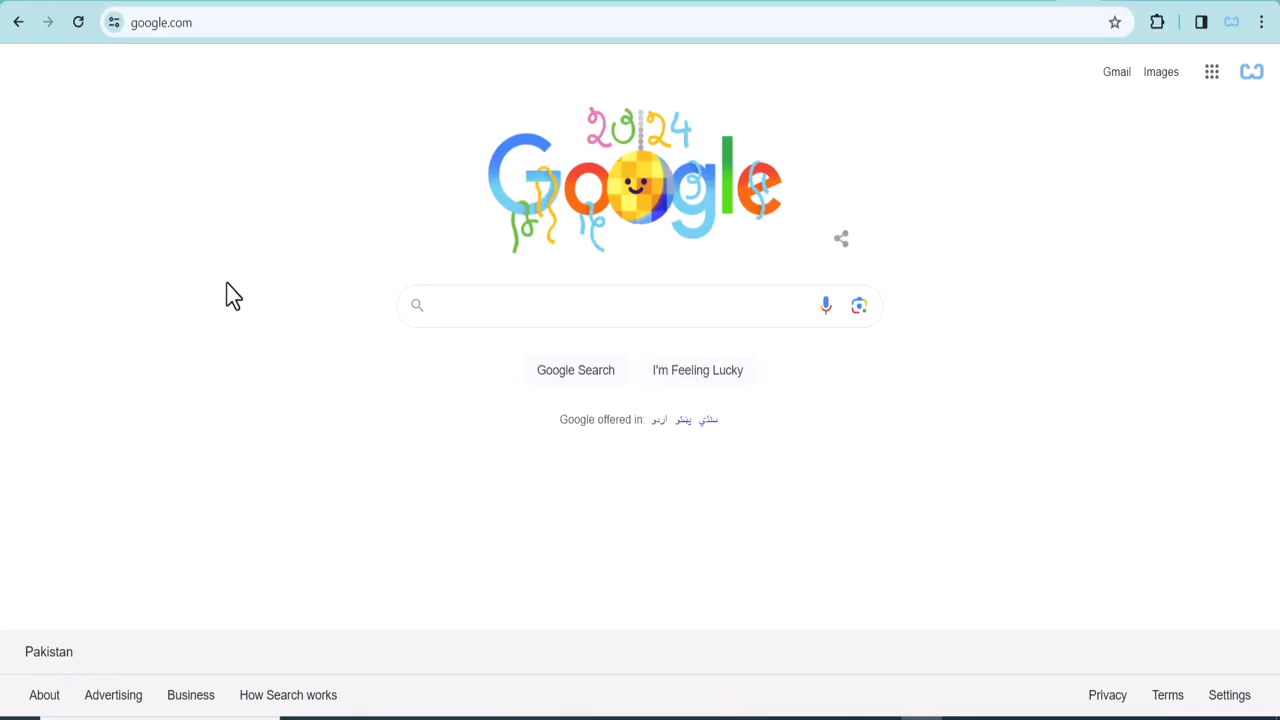 google.com
Gmail Images
Google
Google Search I'm Feeling Lucky
Google offered in: اردو پښتو سنڌي
Pakistan
About Advertising Business How Search works Privacy Terms Settings